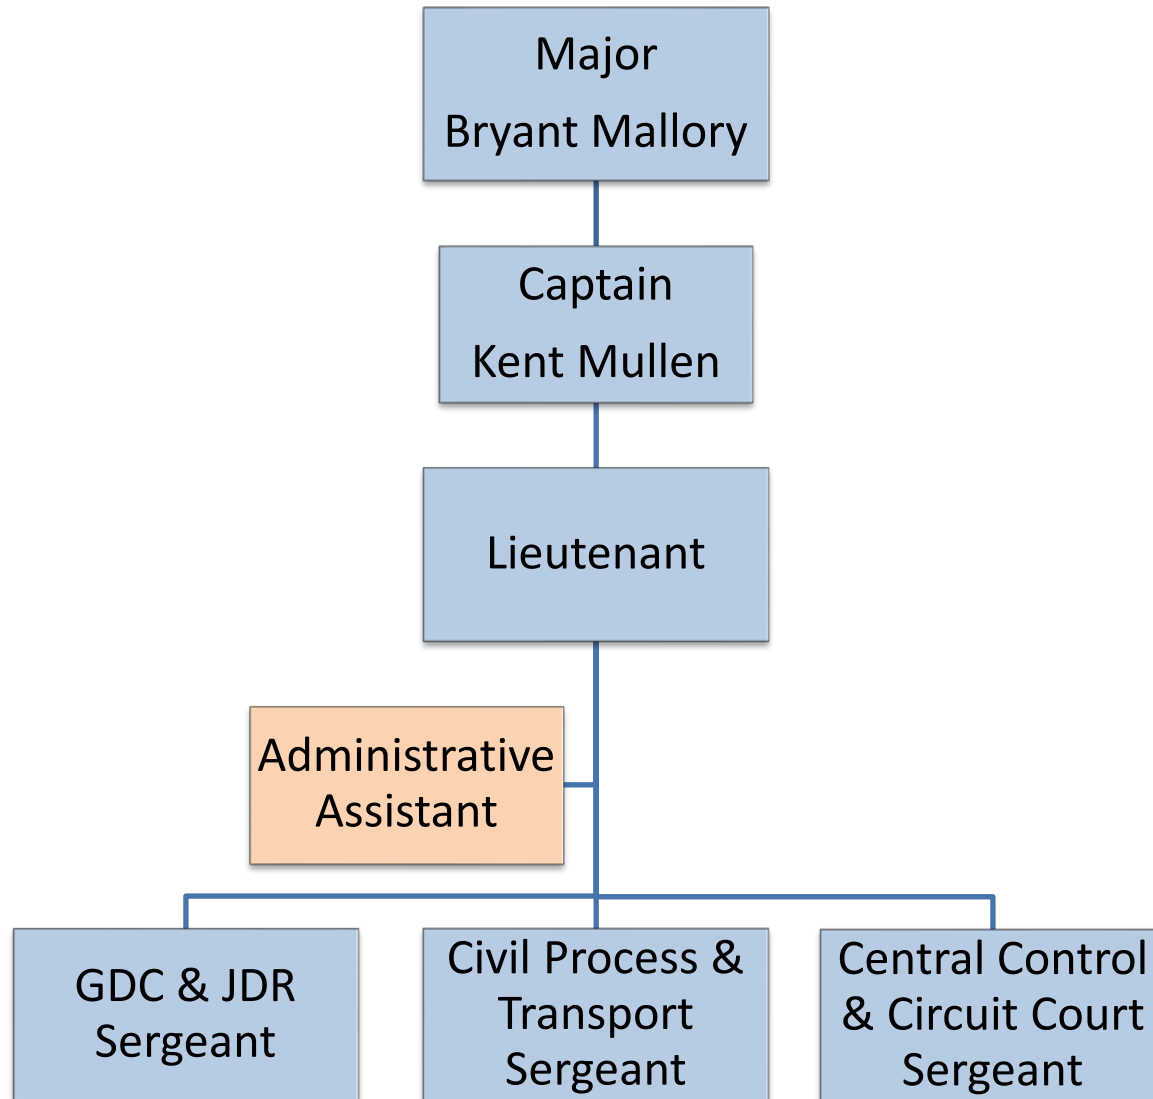 Major
Bryant Mallory
Captain
Kent Mullen
Lieutenant
Administrative
Assistant
GDC & JDR
Sergeant
Civil Process &
Transport
Sergeant
Central Control
& Circuit Court
Sergeant